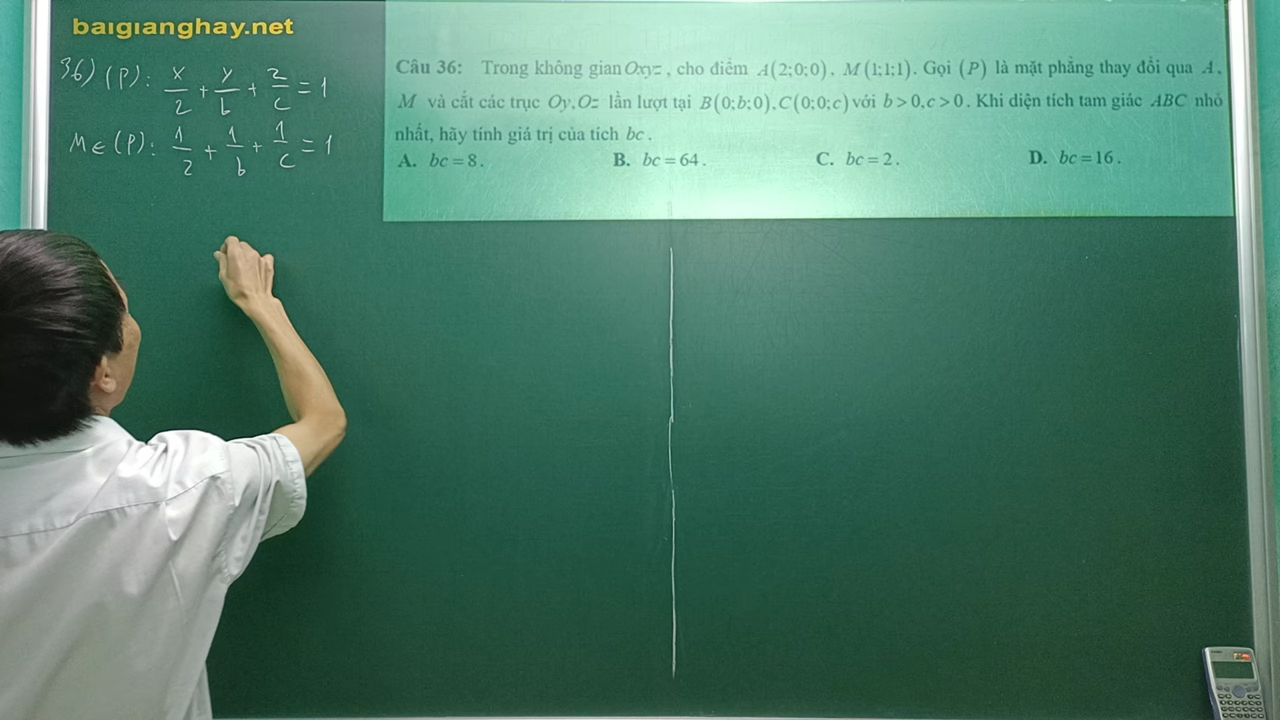 baigianghay.net
36) (P): x/2 + y/b + z/c = 1
M ∈ (P): 1/2 + 1/b + 1/c = 1
Câu 36: Trong không gian Oxyz, cho điểm A(2;0;0), M(1;1;1). Gọi (P) là mặt phẳng thay đổi qua A,
M và cắt các trục Oy, Oz lần lượt tại B(0;b;0), C(0;0;c) với b > 0, c > 0. Khi diện tích tam giác ABC nhỏ
nhất, hãy tính giá trị của tích bc.
A. bc = 8. B. bc = 64. C. bc = 2. D. bc = 16.